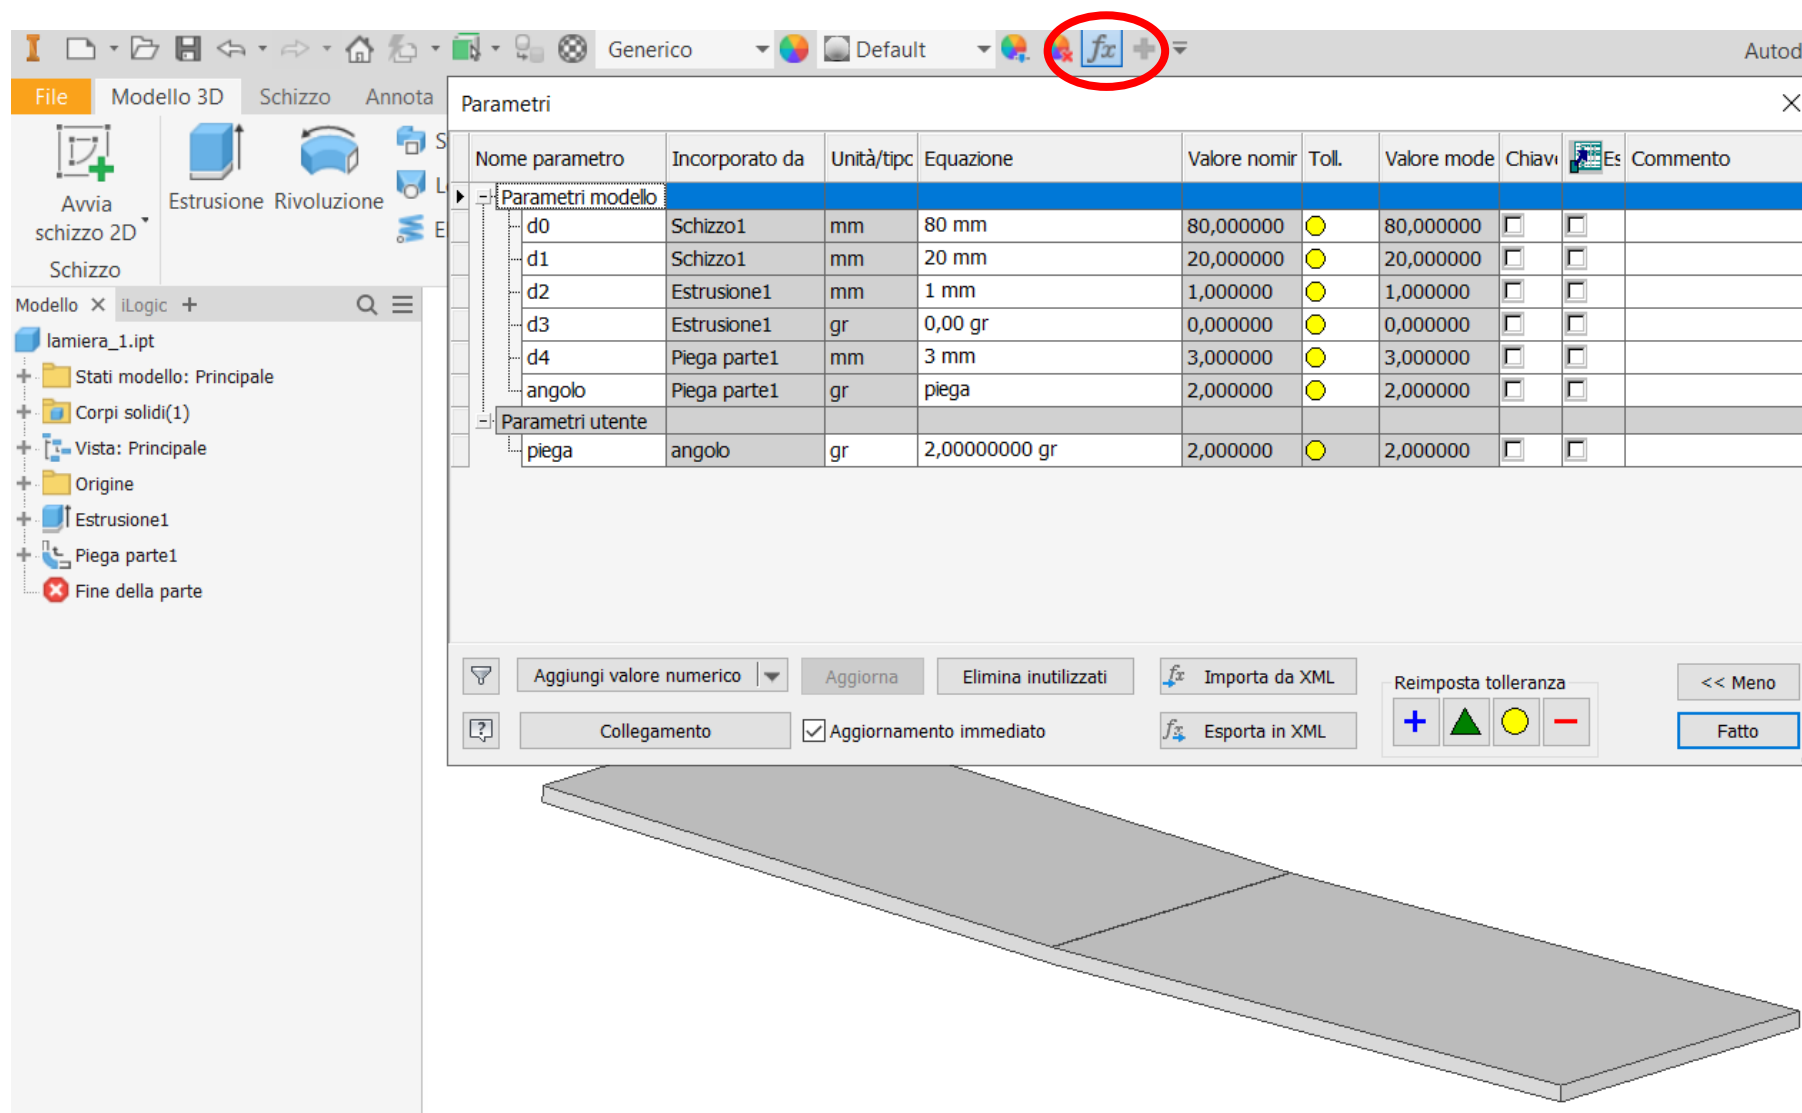 Generico Default fx Autod
File Modello 3D Schizzo Annota
Avvia
schizzo 2D
Estrusione Rivoluzione
S
L
E
Schizzo
Modello iLogic +
lamiera_1.ipt
Stati modello: Principale
Corpi solidi(1)
Vista: Principale
Origine
Estrusione1
Piega parte1
Fine della parte
Parametri
Nome parametro Incorporato da Unità/tipc Equazione Valore nomir Toll. Valore mode Chiavı Es Commento
Parametri modello
d0 Schizzo1 mm 80 mm 80,000000 80,000000
d1 Schizzo1 mm 20 mm 20,000000 20,000000
d2 Estrusione1 mm 1 mm 1,000000 1,000000
d3 Estrusione1 gr 0,00 gr 0,000000 0,000000
d4 Piega parte1 mm 3 mm 3,000000 3,000000
angolo Piega parte1 gr piega 2,000000 2,000000
Parametri utente
piega angolo gr 2,00000000 gr 2,000000 2,000000
Aggiungi valore numerico Aggiorna Elimina inutilizzati fx Importa da XML Reimposta tolleranza << Meno
Collegamento Aggiornamento immediato fx Esporta in XML Fatto